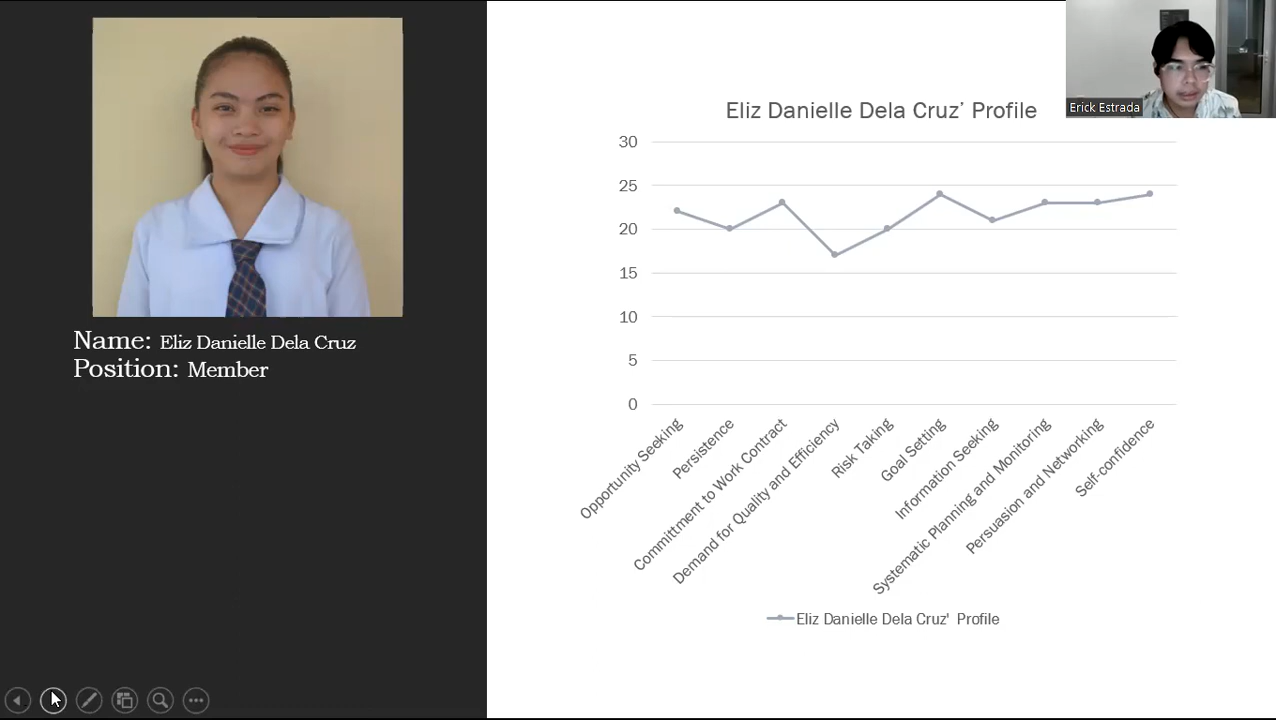 Name: Eliz Danielle Dela Cruz
Position: Member
Erick Estrada
Eliz Danielle Dela Cruz’ Profile
30
25
20
15
10
5
0
Opportunity Seeking
Persistence
Committment to Work Contract
Demand for Quality and Efficiency
Risk Taking
Goal Setting
Information Seeking
Systematic Planning and Monitoring
Persuasion and Networking
Self-confidence
Eliz Danielle Dela Cruz' Profile